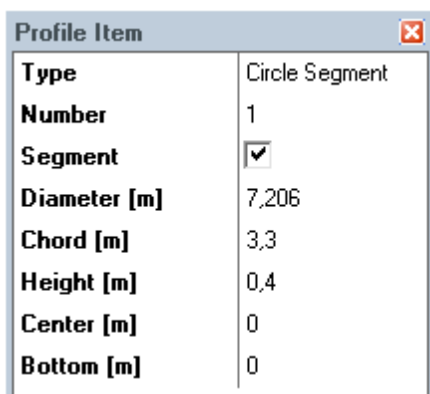 Profile Item
Type Circle Segment
Number 1
Segment
Diameter [m] 7,206
Chord [m] 3,3
Height [m] 0,4
Center [m] 0
Bottom [m] 0